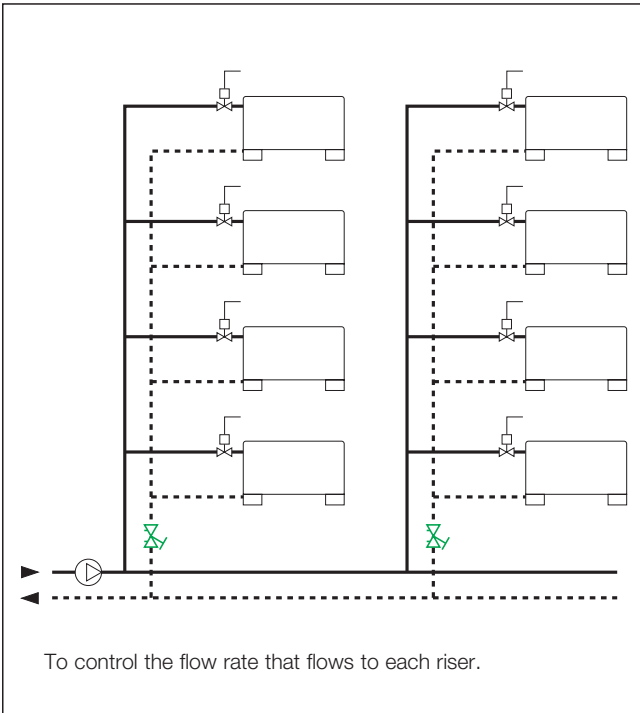 To control the flow rate that flows to each riser.